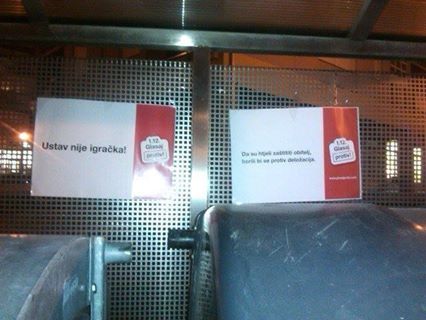 Ustav nije igračka!
1.12.
Glasaj
protiv!
Da su htjeli zaštititi obitelj,
borili bi se protiv deložacija.
1.12.
Glasaj
protiv!